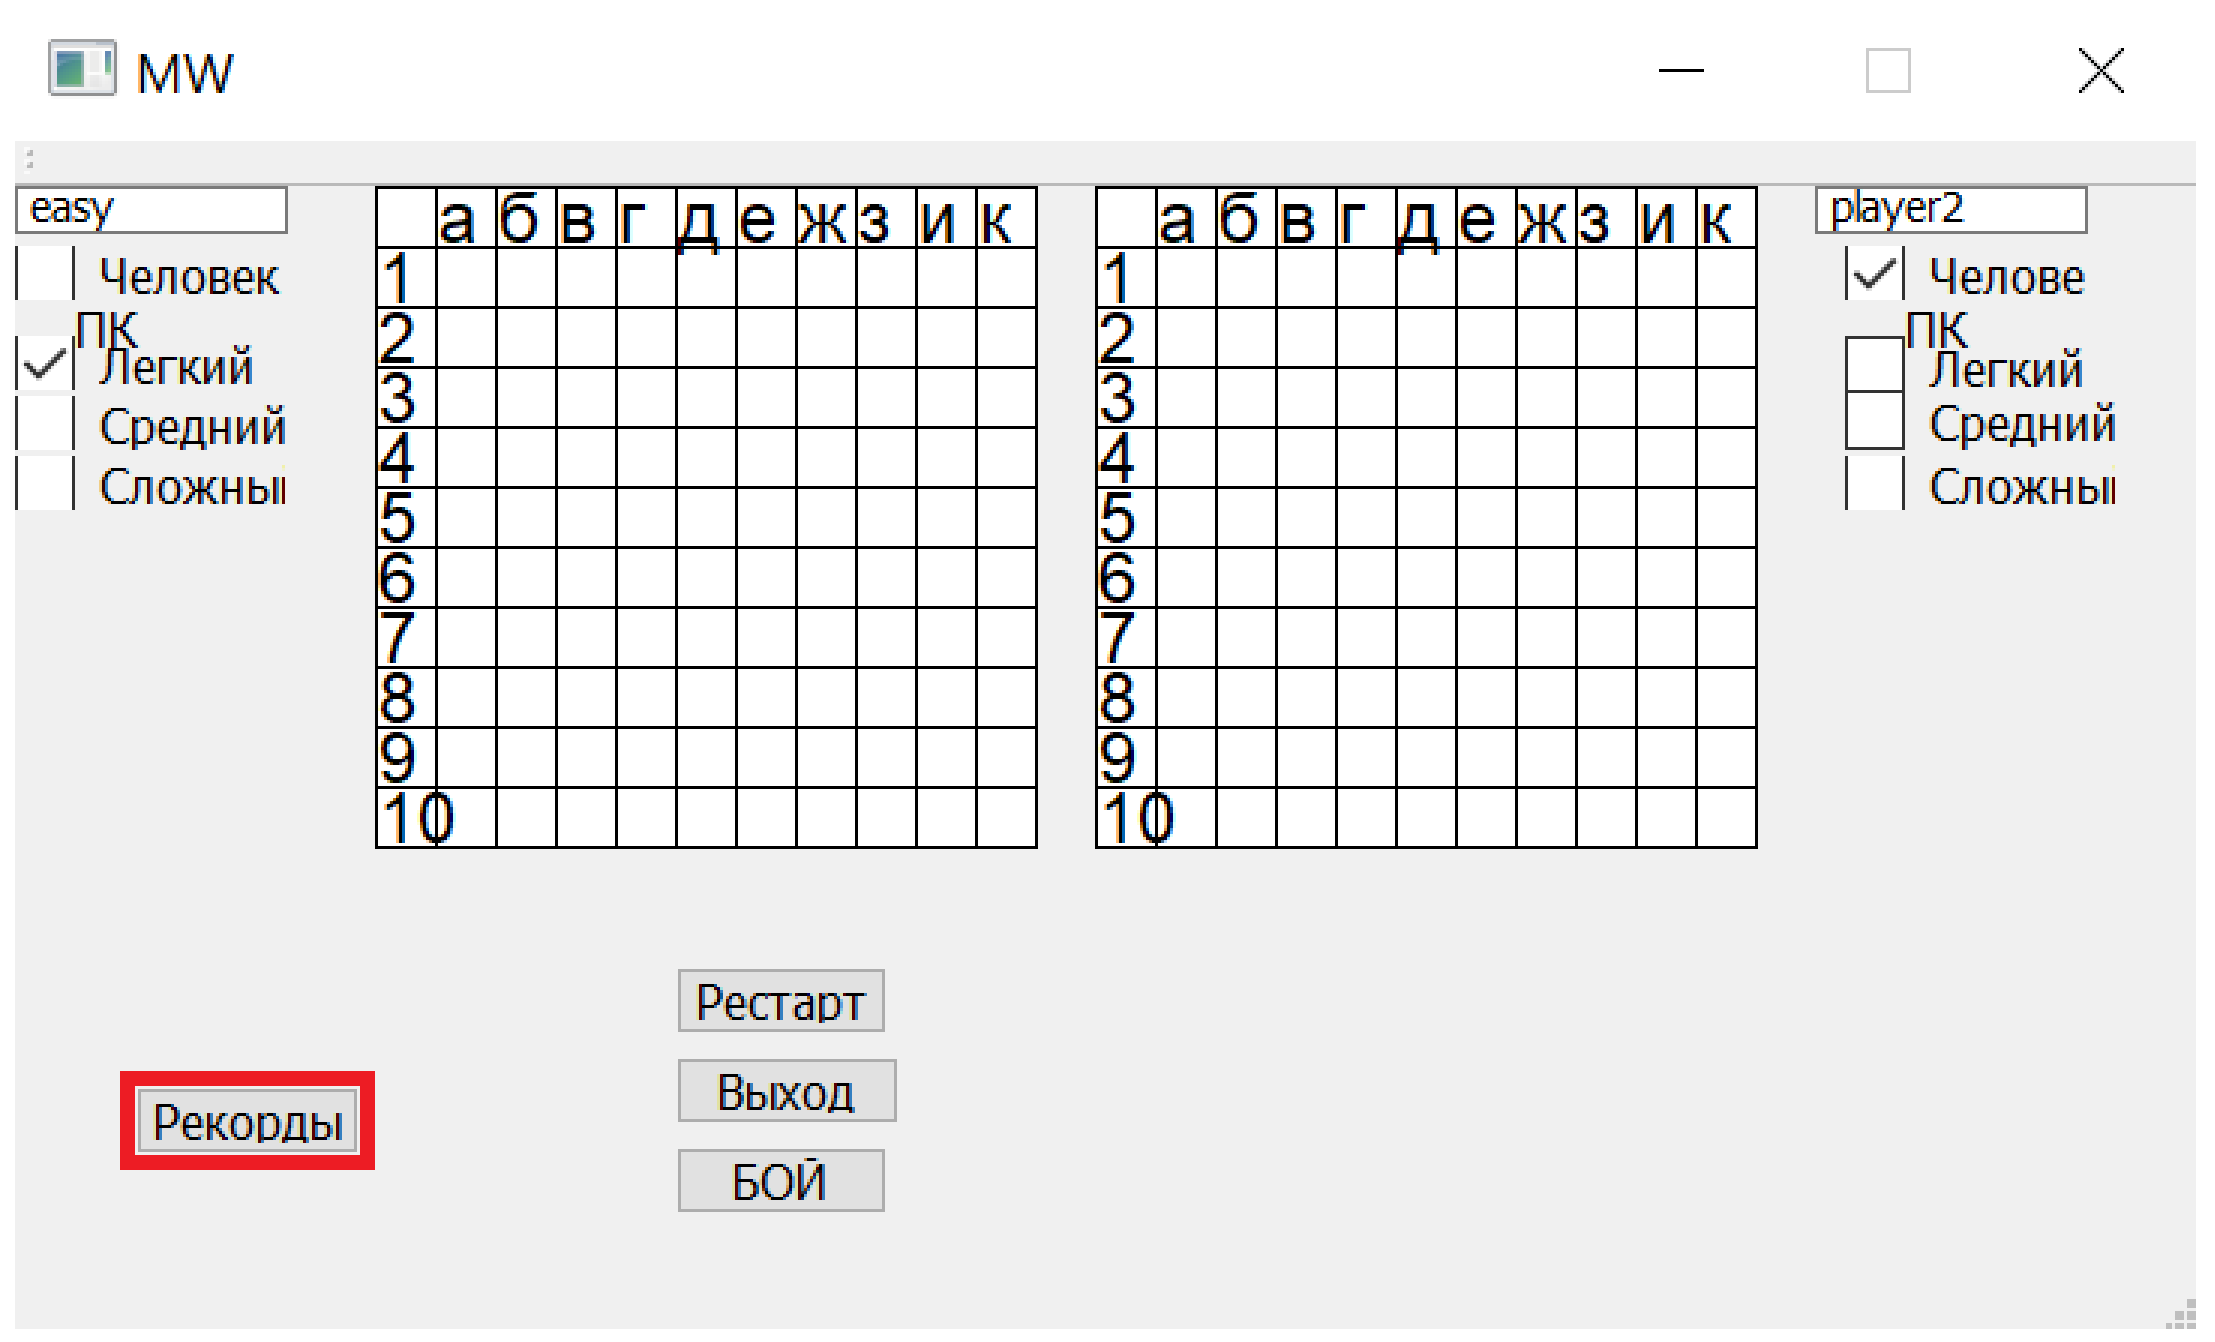 MW
easy
Человек
ПК
Легкий
Средний
Сложны
а б в г д е ж з и к
1
2
3
4
5
6
7
8
9
10
а б в г д е ж з и к
1
2
3
4
5
6
7
8
9
10
player2
Челове
ПК
Легкий
Средний
Сложны
Рестарт
Выход
БОЙ
Рекорды